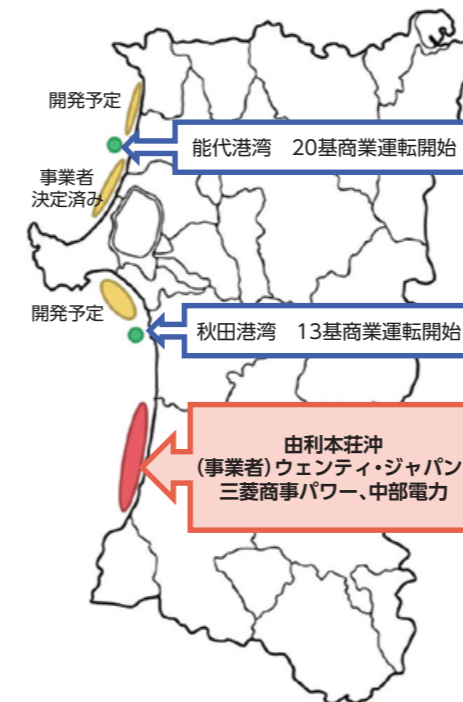 開発予定
能代港湾　20基商業運転開始
事業者
決定済み
開発予定
秋田港湾　13基商業運転開始
由利本荘沖
(事業者)ウェンティ・ジャパン
三菱商事パワー、中部電力